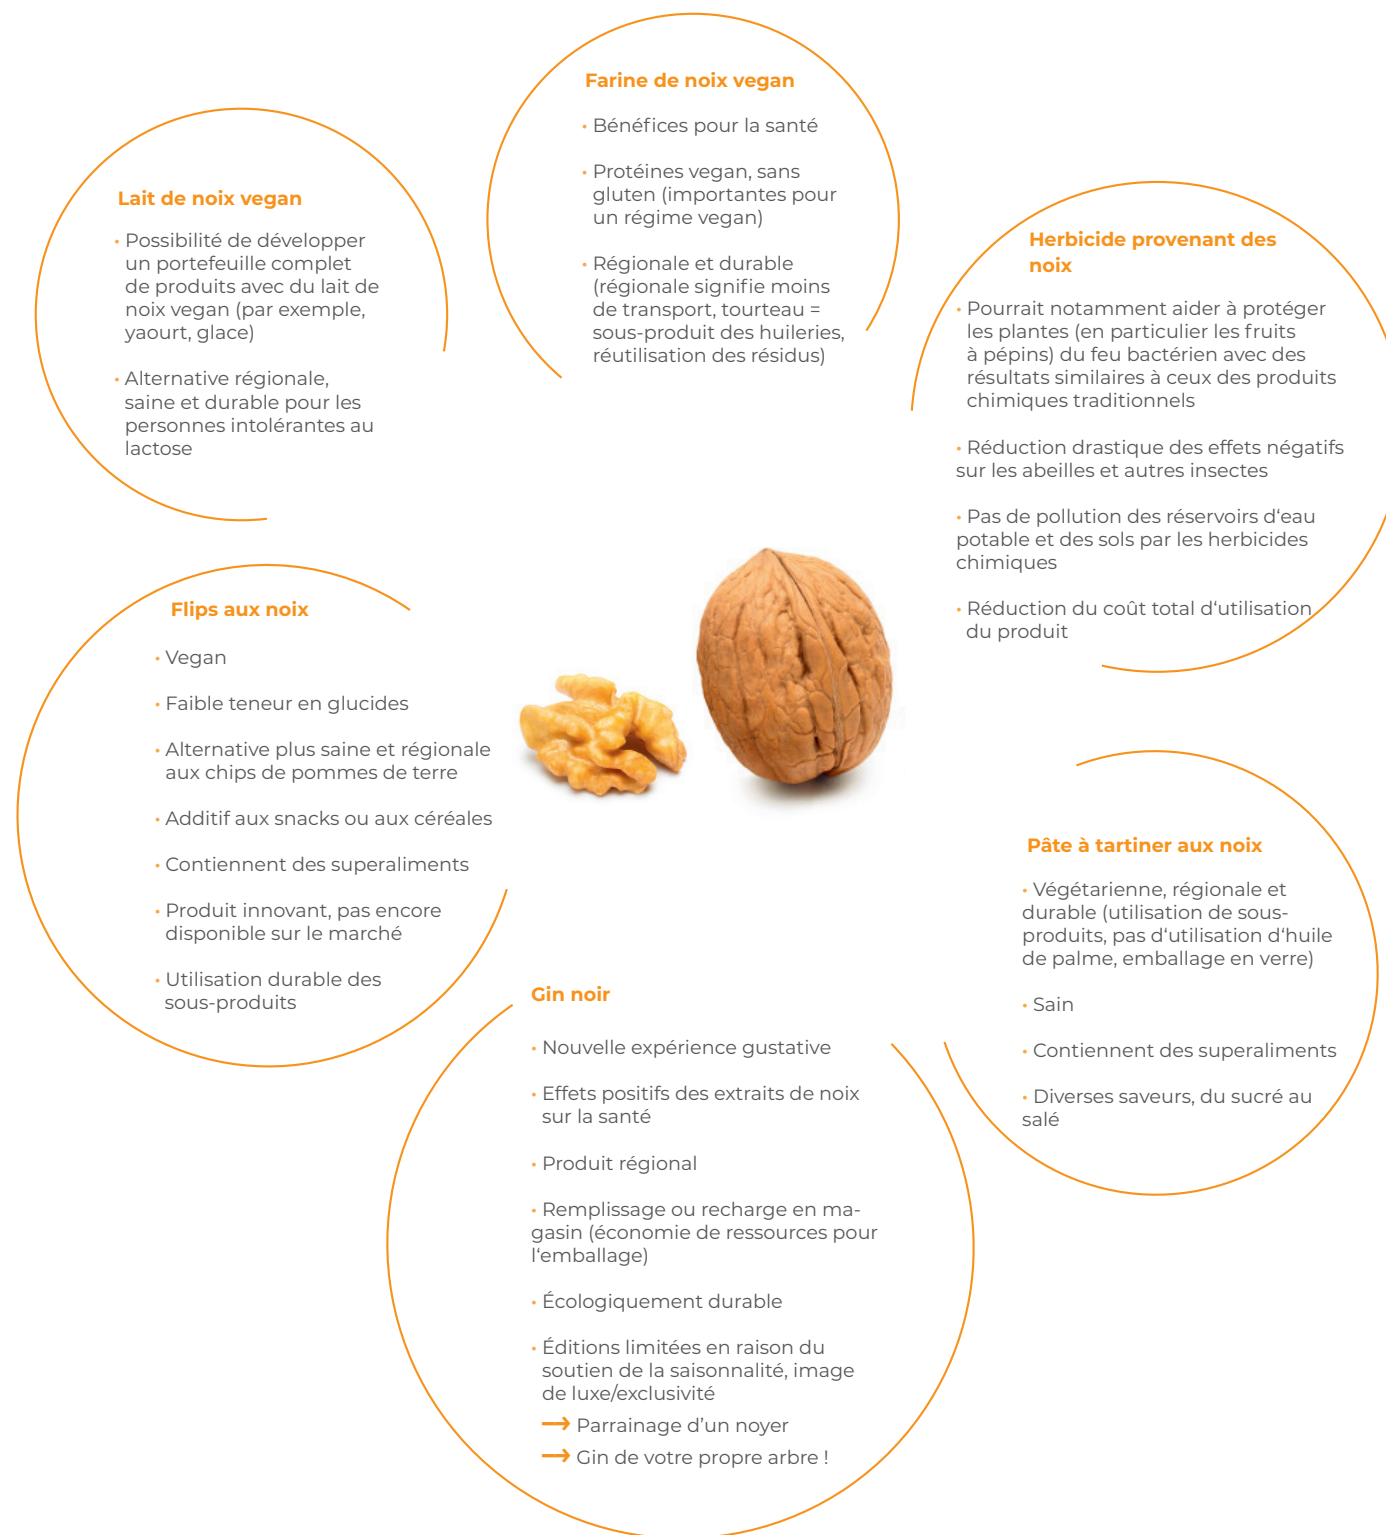 Farine de noix vegan
• Bénéfices pour la santé
• Protéines vegan, sans
gluten (importantes pour
un régime vegan)
• Régionale et durable
(régionale signifie moins
de transport, tourteau =
sous-produit des huileries,
réutilisation des résidus)
Lait de noix vegan
• Possibilité de développer
un portefeuille complet
de produits avec du lait de
noix vegan (par exemple,
yaourt, glace)
• Alternative régionale,
saine et durable pour les
personnes intolérantes au
lactose
Herbicide provenant des
noix
• Pourrait notamment aider à protéger
les plantes (en particulier les fruits
à pépins) du feu bactérien avec des
résultats similaires à ceux des produits
chimiques traditionnels
• Réduction drastique des effets négatifs
sur les abeilles et autres insectes
• Pas de pollution des réservoirs d‘eau
potable et des sols par les herbicides
chimiques
• Réduction du coût total d‘utilisation
du produit
Flips aux noix
• Vegan
• Faible teneur en glucides
• Alternative plus saine et régionale
aux chips de pommes de terre
• Additif aux snacks ou aux céréales
• Contiennent des superaliments
• Produit innovant, pas encore
disponible sur le marché
• Utilisation durable des
sous-produits
Pâte à tartiner aux noix
• Végétarienne, régionale et
durable (utilisation de sous-
produits, pas d‘utilisation d‘huile
de palme, emballage en verre)
• Sain
• Contiennent des superaliments
• Diverses saveurs, du sucré au
salé
Gin noir
• Nouvelle expérience gustative
• Effets positifs des extraits de noix
sur la santé
• Produit régional
• Remplissage ou recharge en ma-
gasin (économie de ressources pour
l‘emballage)
• Écologiquement durable
• Éditions limitées en raison du
soutien de la saisonnalité, image
de luxe/exclusivité
→ Parrainage d’un noyer
→ Gin de votre propre arbre !